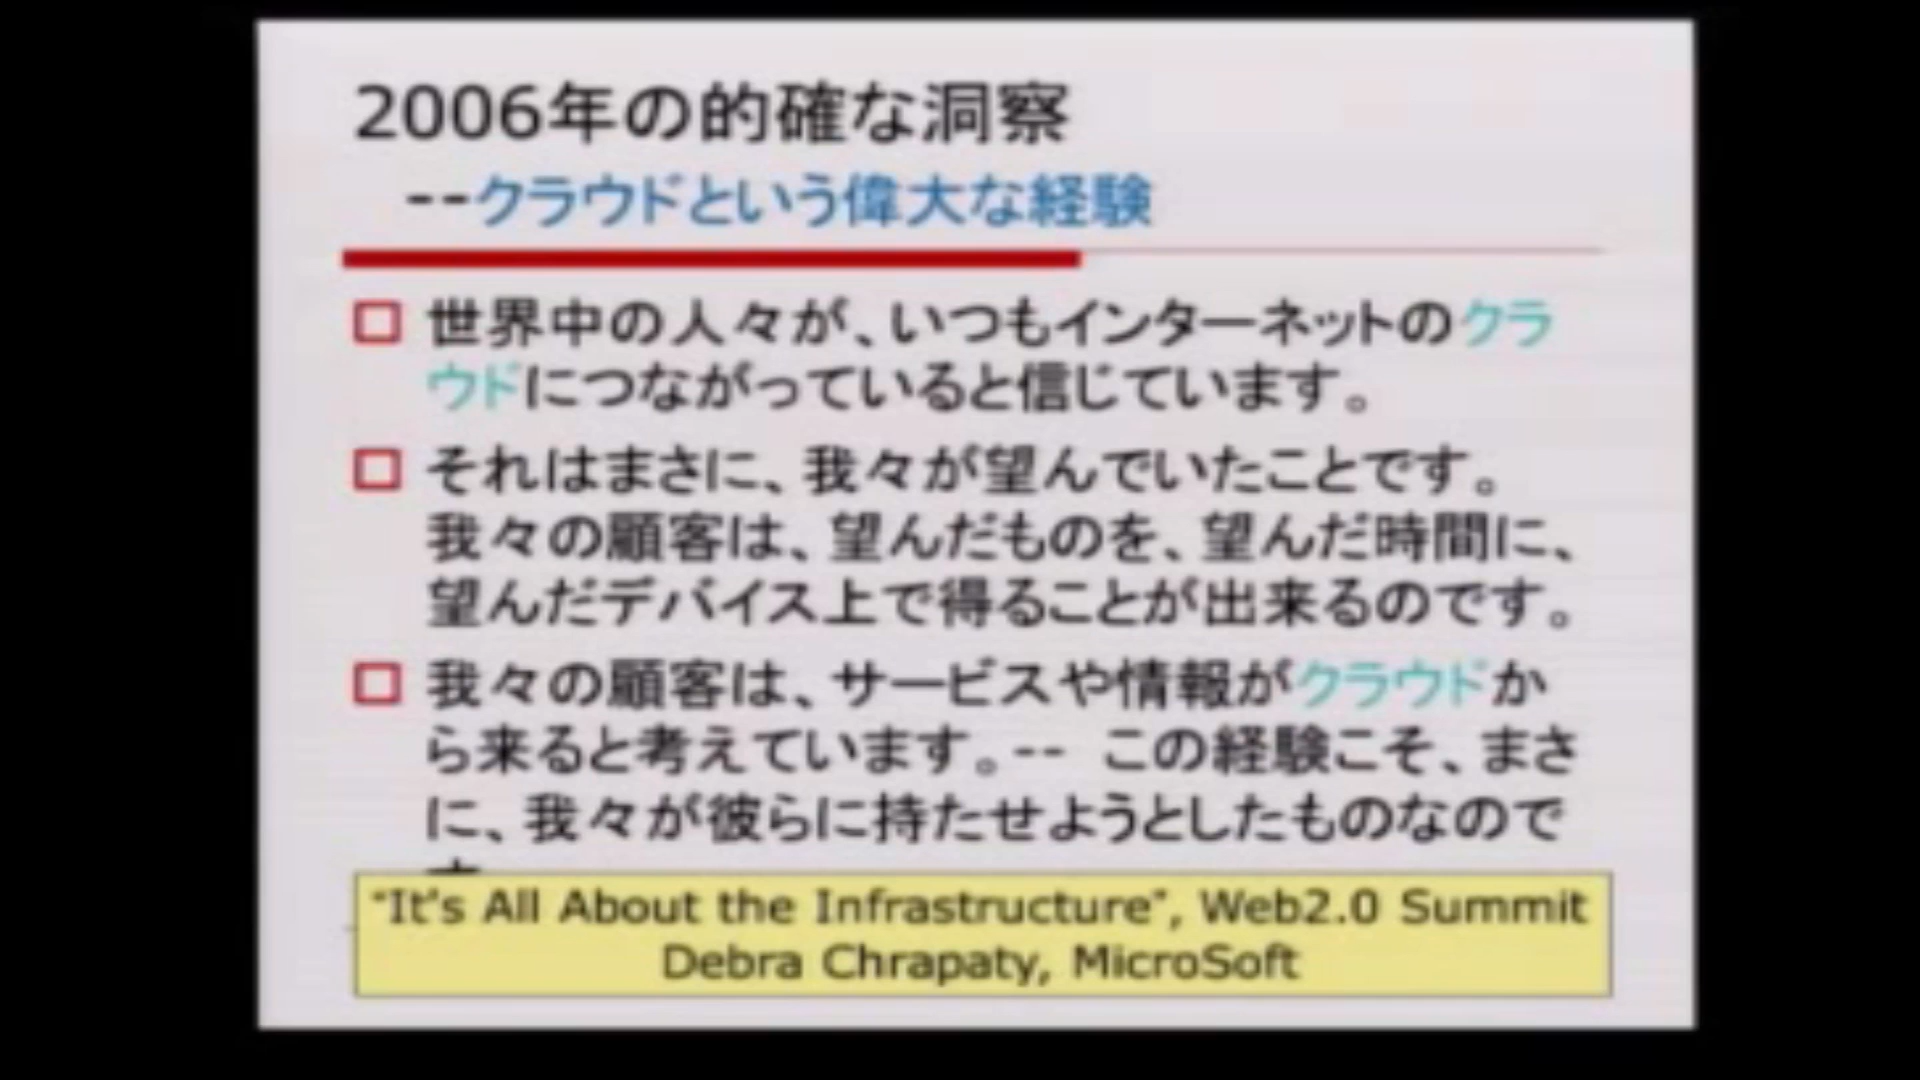 2006年の的確な洞察
--クラウドという偉大な経験
世界中の人々が、いつもインターネットのクラ
ウドにつながっていると信じています。
それはまさに、我々が望んでいたことです。
我々の顧客は、望んだものを、望んだ時間に、
望んだデバイス上で得ることが出来るのです。
我々の顧客は、サービスや情報がクラウドか
ら来ると考えています。-- この経験こそ、まさ
に、我々が彼らに持たせようとしたものなので
"It's All About the Infrastructure", Web2.0 Summit
Debra Chrapaty, MicroSoft